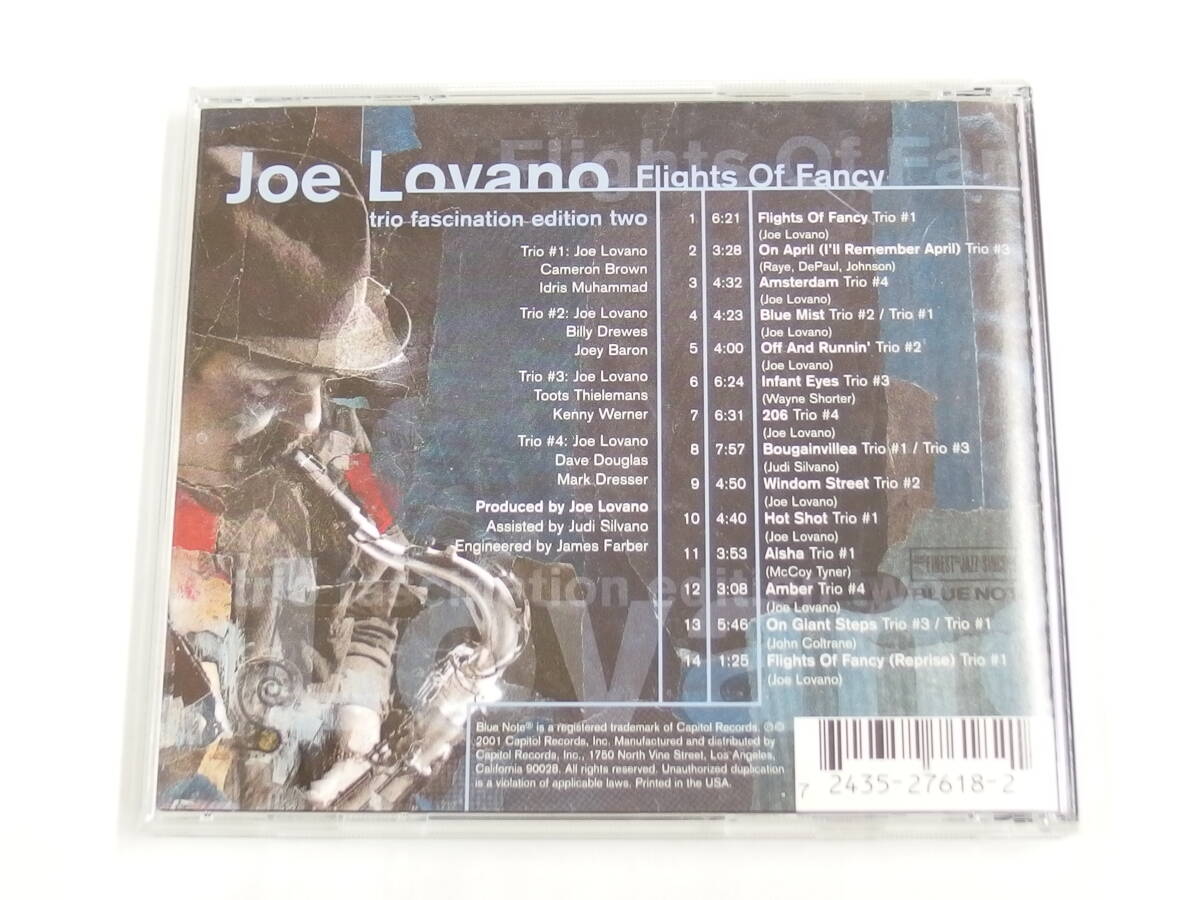 Flights Of Fan
Joe Lovano Flights Of Fancy
trio fascination edition two
Trio #1: Joe Lovano
Cameron Brown
Idris Muhammad
Trio #2: Joe Lovano
Billy Drewes
Joey Baron
Trio #3: Joe Lovano
Toots Thielemans
Kenny Werner
Trio #4: Joe Lovano
Dave Douglas
Mark Dresser
Produced by Joe Lovano
Assisted by Judi Silvano
Engineered by James Farber
1 6:21 Flights Of Fancy Trio #1
(Joe Lovano)
2 3:28 On April (I'll Remember April) Trio #3
(Raye, DePaul, Johnson)
3 4:32 Amsterdam Trio #4
(Joe Lovano)
4 4:23 Blue Mist Trio #2 / Trio #1
(Joe Lovano)
5 4:00 Off And Runnin' Trio #2
(Joe Lovano)
6 6:24 Infant Eyes Trio #3
(Wayne Shorter)
7 6:31 206 Trio #4
(Joe Lovano)
8 7:57 Bougainvillea Trio #1 / Trio #3
(Judi Silvano)
9 4:50 Windom Street Trio #2
(Joe Lovano)
10 4:40 Hot Shot Trio #1
(Joe Lovano)
11 3:53 Aisha Trio #1
(McCoy Tyner)
12 3:08 Amber Trio #4
(Joe Lovano)
13 5:46 On Giant Steps Trio #3 / Trio #1
(John Coltrane)
14 1:25 Flights Of Fancy (Reprise) Trio #1
(Joe Lovano)
FINEST JAZZ SINCE
BLUE NOT
trio fascination edition two
Lova
Blue Note® is a registered trademark of Capitol Records. ℗©
2001 Capitol Records, Inc. Manufactured and distributed by
Capitol Records, Inc., 1750 North Vine Street, Los Angeles,
California 90028. All rights reserved. Unauthorized duplication
is a violation of applicable laws. Printed in the USA.
7 2435-27618-2